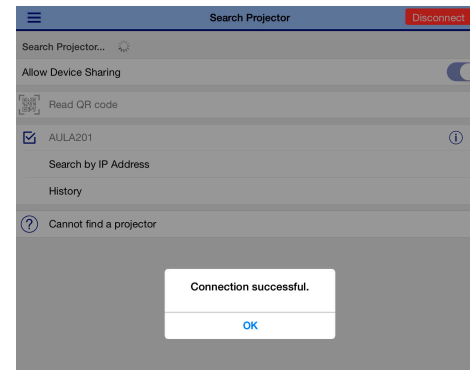 Search Projector
Disconnect
Search Projector...
Allow Device Sharing
Read QR code
AULA201
Search by IP Address
History
Cannot find a projector
Connection successful.
OK